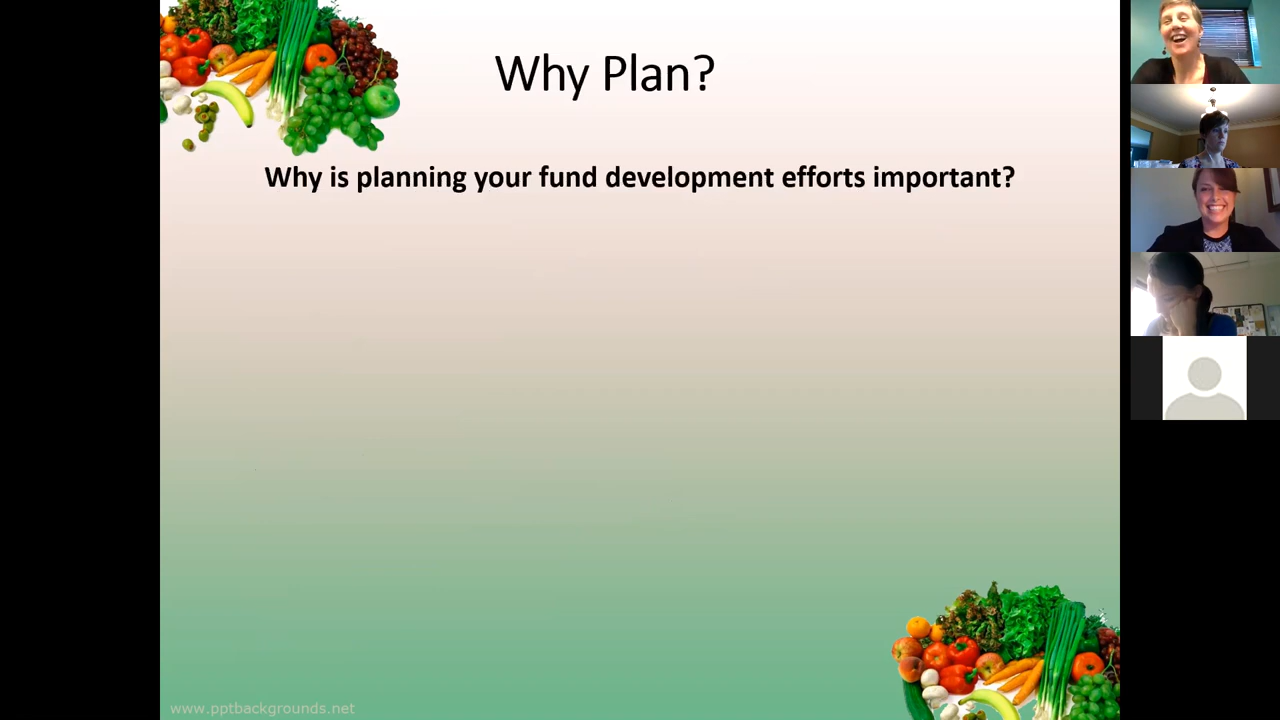 Why Plan?
Why is planning your fund development efforts important?
www.pptbackgrounds.net